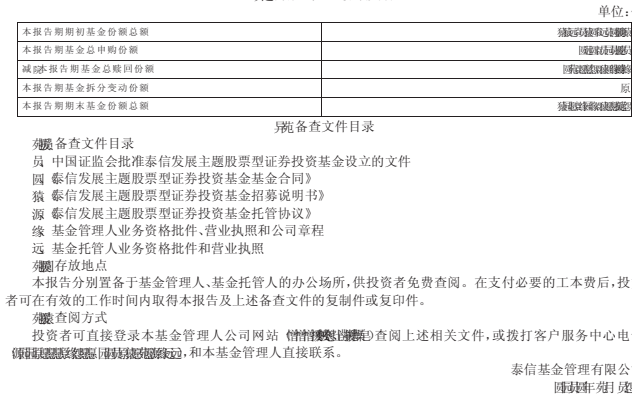 单位:
本报告期期初基金份额总额
本报告期基金总申购份额
本报告期基金总赎回份额
本报告期基金拆分变动份额 原
本报告期期末基金份额总额
备查文件目录
备查文件目录
员 中国证监会批准泰信发展主题股票型证券投资基金设立的文件
圆《泰信发展主题股票型证券投资基金基金合同》
猿《泰信发展主题股票型证券投资基金招募说明书》
源《泰信发展主题股票型证券投资基金托管协议》
缘 基金管理人业务资格批件、营业执照和公司章程
远 基金托管人业务资格批件和营业执照
存放地点
本报告分别置备于基金管理人、基金托管人的办公场所,供投资者免费查阅。在支付必要的工本费后,投
者可在有效的工作时间内取得本报告及上述备查文件的复制件或复印件。
查阅方式
投资者可直接登录本基金管理人公司网站 查阅上述相关文件,或拨打客户服务中心电
,和本基金管理人直接联系。
泰信基金管理有限公
年 月